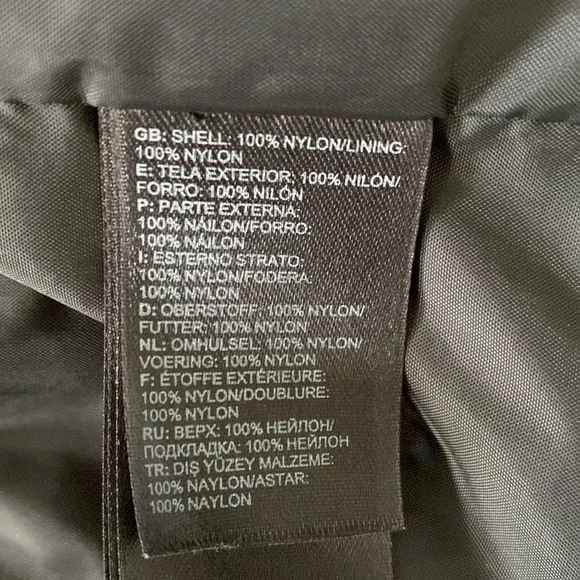 GB: SHELL: 100% NYLON/LINING:
100% NYLON
E: TELA EXTERIOR: 100% NILÓN/
FORRO: 100% NILÓN
P: PARTE EXTERNA:
100% NÁILON/FORRO:
100% NÁILON
I: ESTERNO STRATO:
100% NYLON/FODERA:
100% NYLON
D: OBERSTOFF: 100% NYLON/
FUTTER: 100% NYLON
NL: OMHULSEL: 100% NYLON/
VOERING: 100% NYLON
F: ÉTOFFE EXTÉRIEURE:
100% NYLON/DOUBLURE:
100% NYLON
RU: ВЕРХ: 100% НЕЙЛОН/
ПОДКЛАДКА: 100% НЕЙЛОН
TR: DIŞ YÜZEY MALZEME:
100% NAYLON/ASTAR:
100% NAYLON